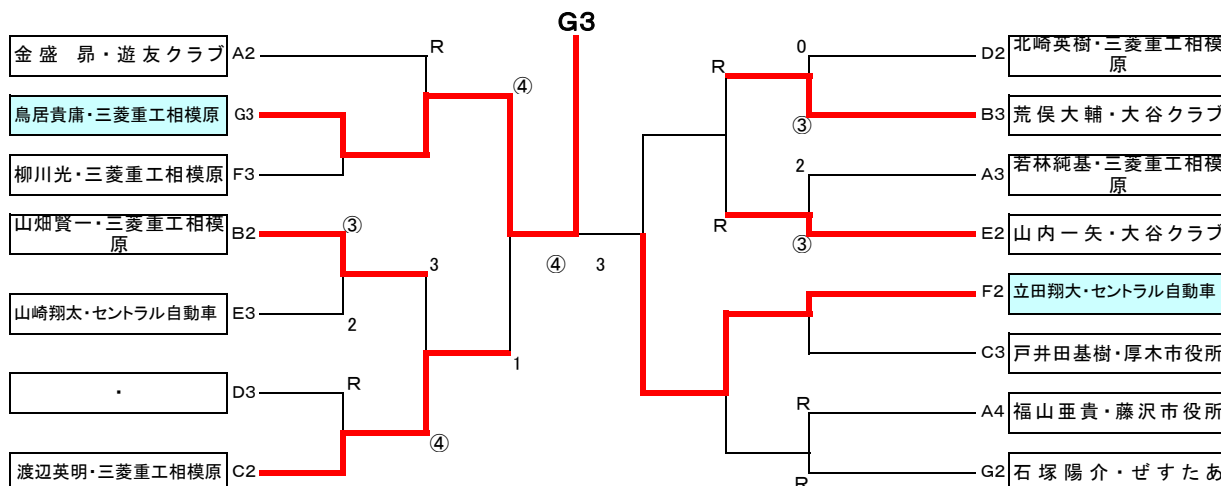 G3
金盛 昴・遊友クラブ A2
R
鳥居貴庸・三菱重工相模原 G3
④
柳川光・三菱重工相模原 F3
山畑賢一・三菱重工相模
原
B2
③
3
山崎翔太・セントラル自動車 E3
2
1
・ D3
R
渡辺英明・三菱重工相模原 C2
④
④ 3
0
D2 北崎英樹・三菱重工相模
原
R
B3 荒俣大輔・大谷クラブ
③
2
A3 若林純基・三菱重工相模
原
R
③
E2 山内一矢・大谷クラブ
F2 立田翔大・セントラル自動車
C3 戸井田基樹・厚木市役所
R
A4 福山亜貴・藤沢市役所
R
G2 石塚陽介・ぜすたあ